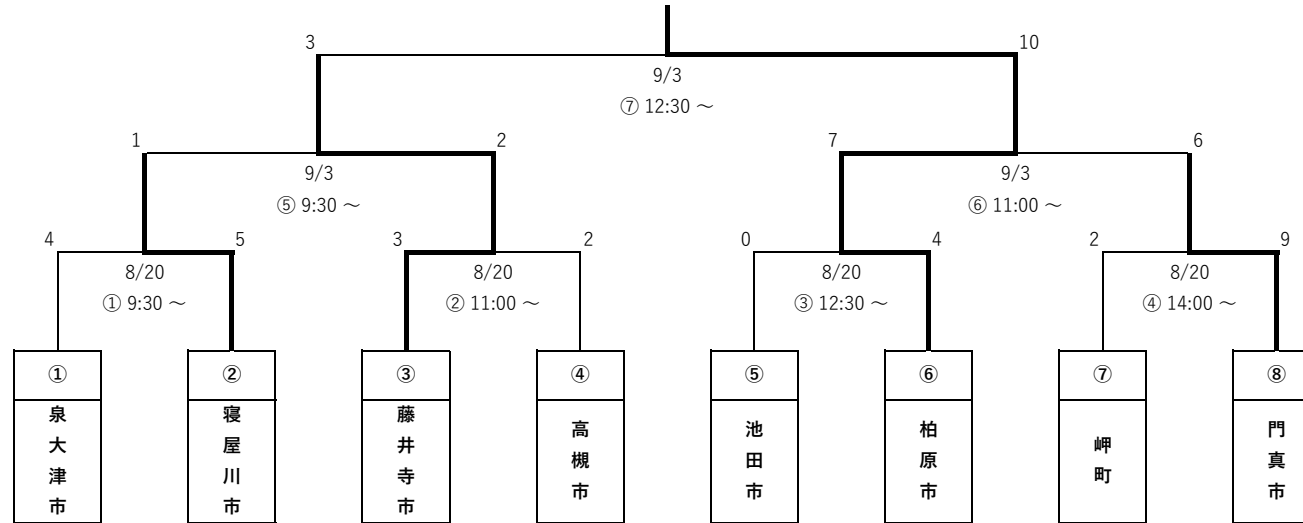 3 10
9/3
⑦ 12:30 ～
1 2 7 6
9/3 9/3
⑤ 9:30 ～ ⑥ 11:00 ～
4 5 3 2 0 4 2 9
8/20 8/20 8/20 8/20
① 9:30 ～ ② 11:00 ～ ③ 12:30 ～ ④ 14:00 ～
① ② ③ ④ ⑤ ⑥ ⑦ ⑧
泉大津市
寝屋川市
藤井寺市
高槻市
池田市
柏原市
岬町
門真市